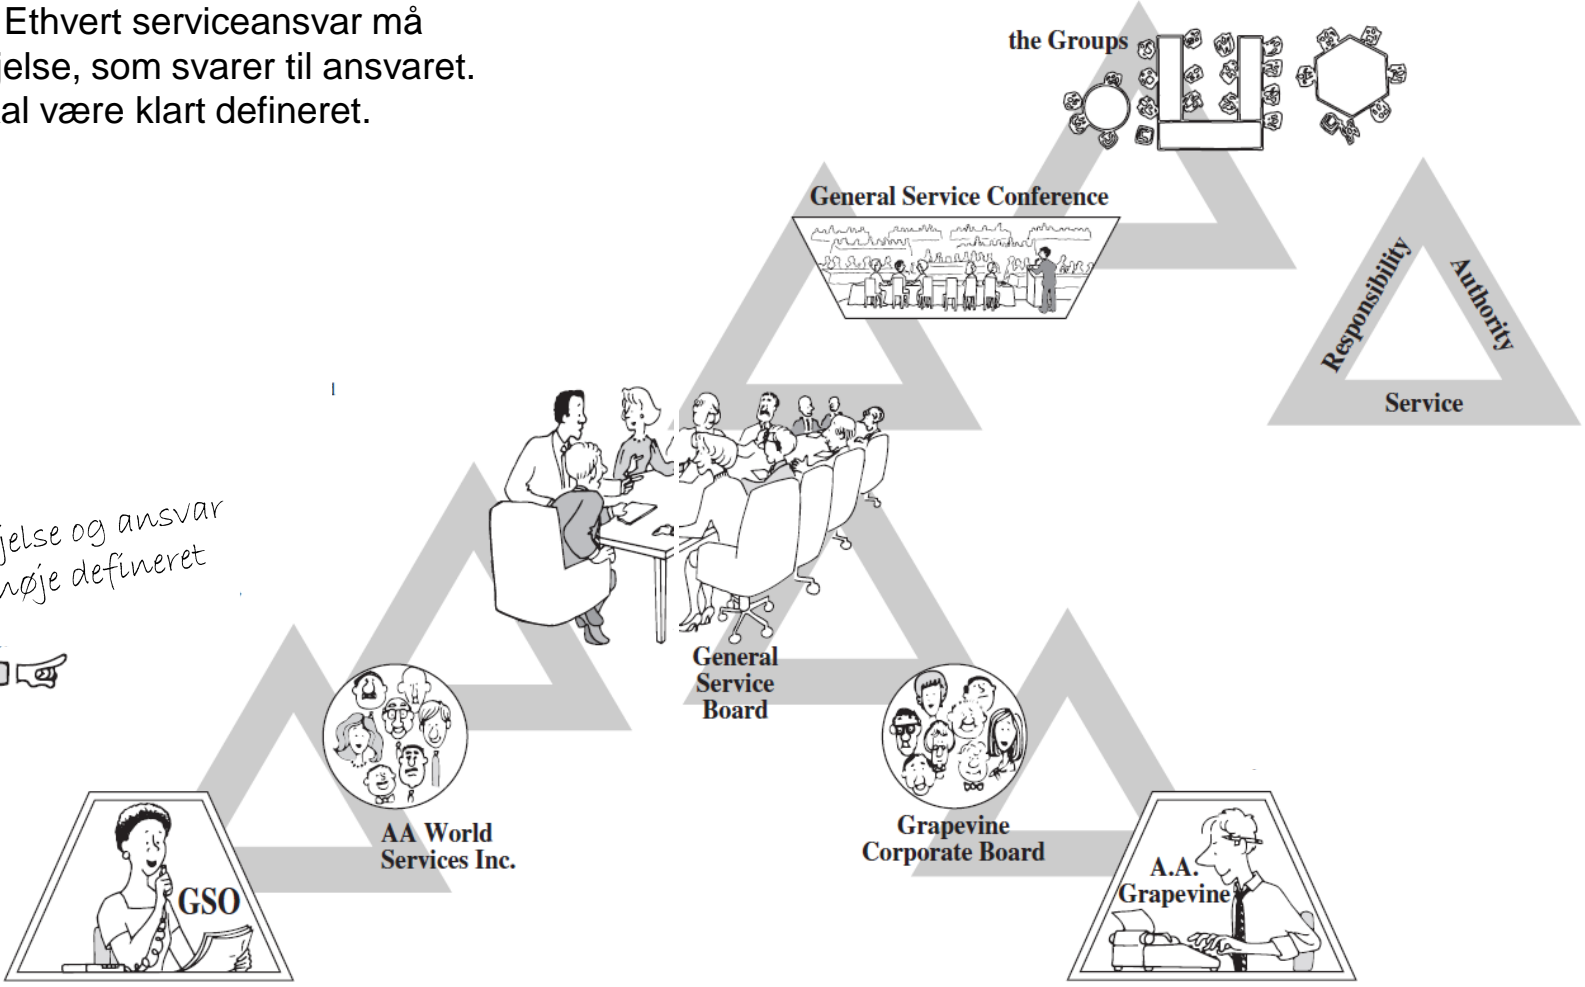 Ethvert serviceansvar må
jelse, som svarer til ansvaret.
al være klart defineret.
the Groups
General Service Conference
Responsibility
Authority
Service
jelse og ansvar
nøje defineret
General
Service
Board
AA World
Services Inc.
Grapevine
Corporate Board
GSO
A.A.
Grapevine